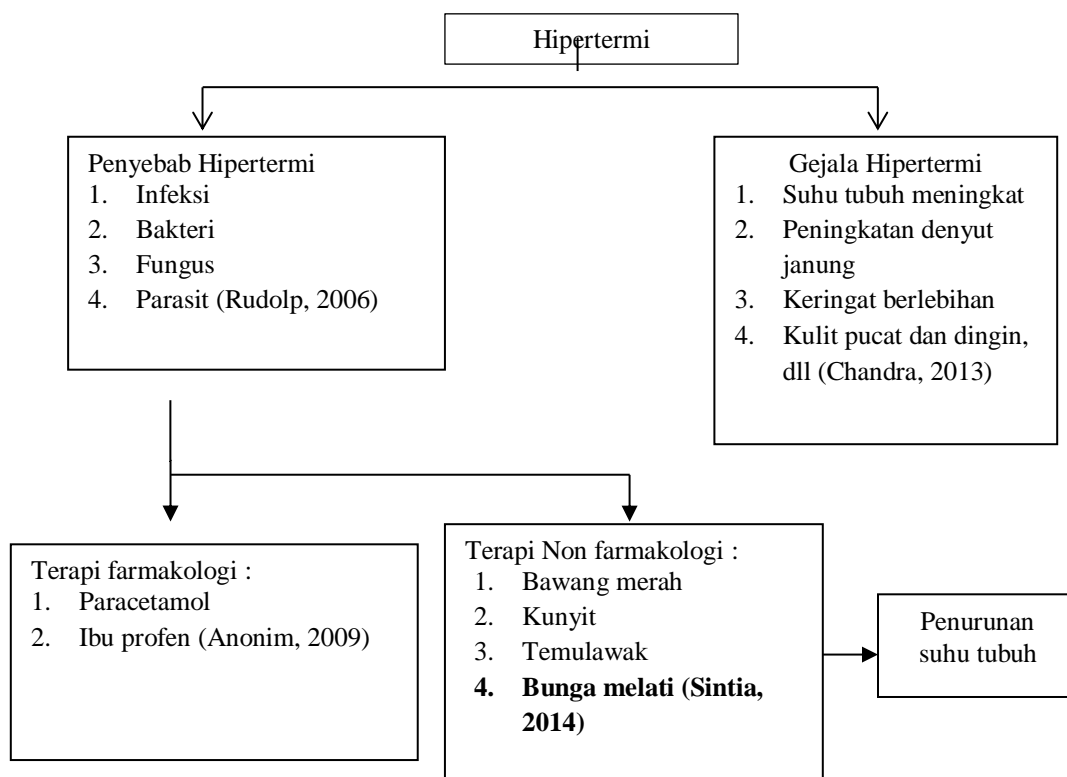 Hipertermi
Penyebab Hipertermi
1. Infeksi
2. Bakteri
3. Fungus
4. Parasit (Rudolp, 2006)
Gejala Hipertermi
1. Suhu tubuh meningkat
2. Peningkatan denyut
janung
3. Keringat berlebihan
4. Kulit pucat dan dingin,
dll (Chandra, 2013)
Terapi farmakologi :
1. Paracetamol
2. Ibu profen (Anonim, 2009)
Terapi Non farmakologi :
1. Bawang merah
2. Kunyit
3. Temulawak
4. Bunga melati (Sintia,
2014)
Penurunan
suhu tubuh